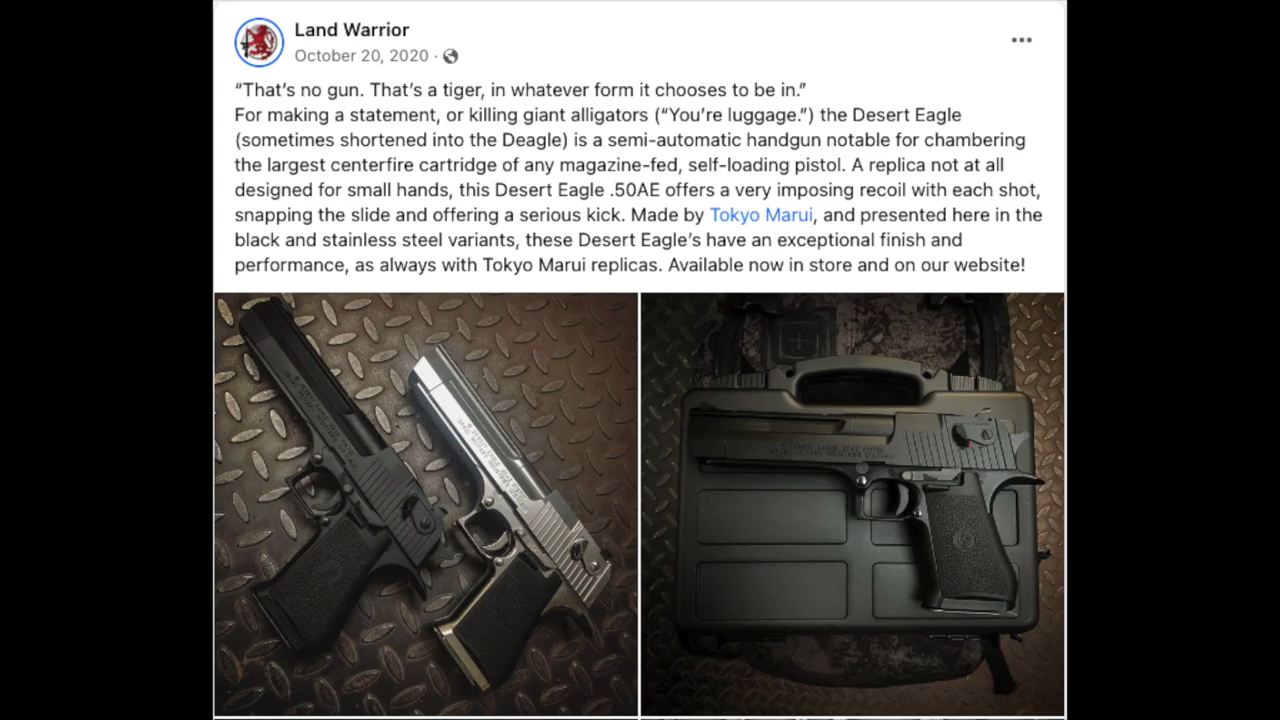 Land Warrior
October 20, 2020 ·
“That’s no gun. That’s a tiger, in whatever form it chooses to be in.”
For making a statement, or killing giant alligators (“You’re luggage.”) the Desert Eagle
(sometimes shortened into the Deagle) is a semi-automatic handgun notable for chambering
the largest centerfire cartridge of any magazine-fed, self-loading pistol. A replica not at all
designed for small hands, this Desert Eagle .50AE offers a very imposing recoil with each shot,
snapping the slide and offering a serious kick. Made by Tokyo Marui, and presented here in the
black and stainless steel variants, these Desert Eagle’s have an exceptional finish and
performance, as always with Tokyo Marui replicas. Available now in store and on our website!